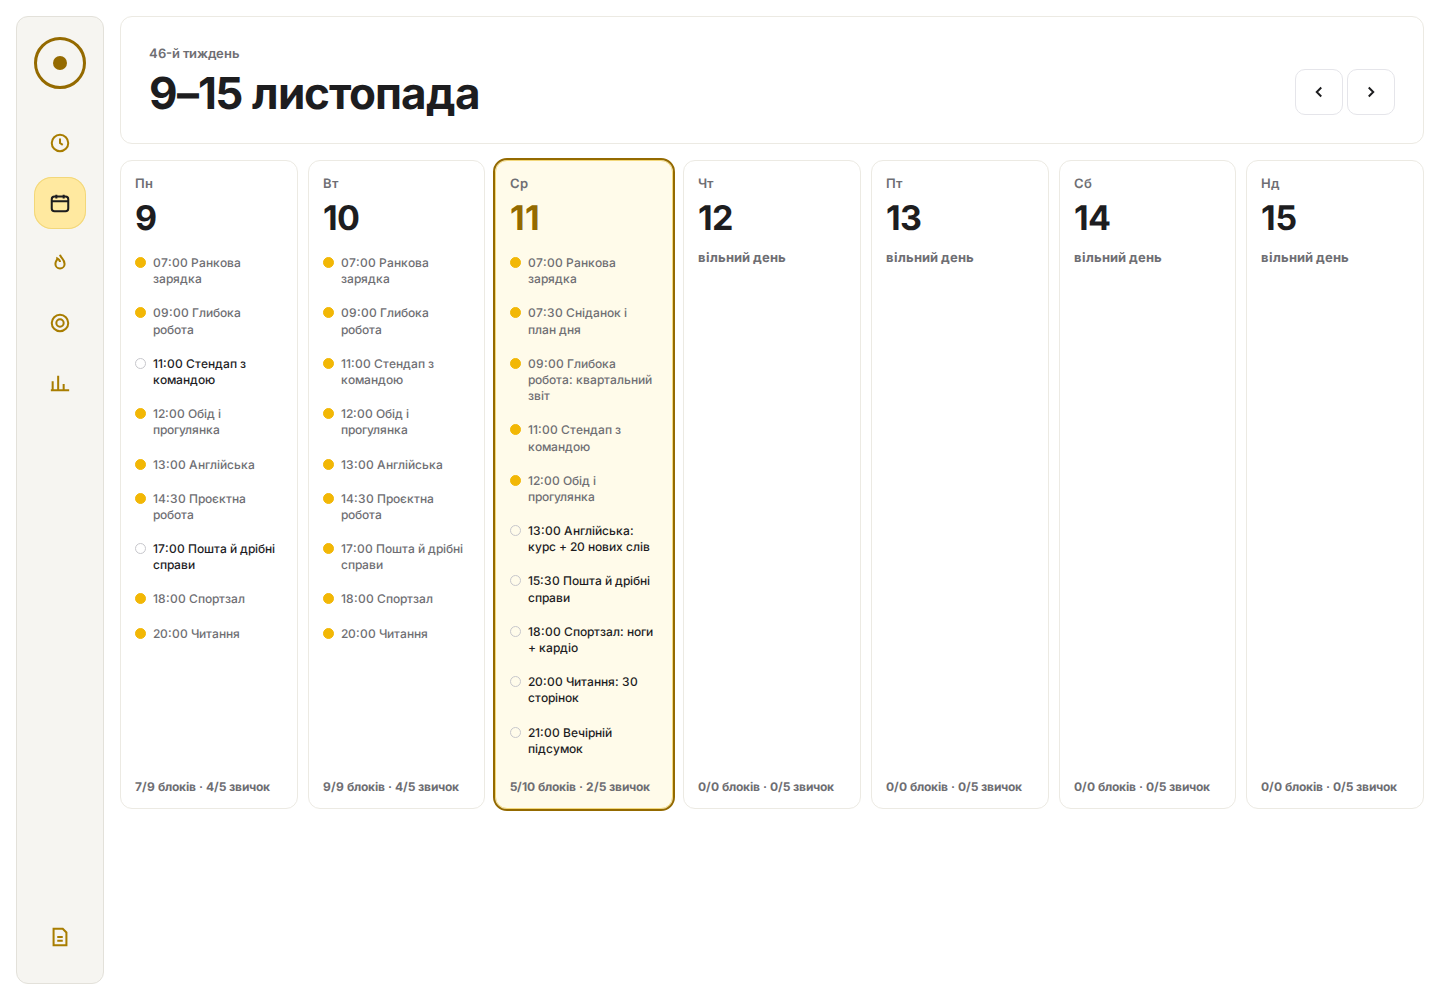 46-й тиждень
9–15 листопада
Пн
9
07:00 Ранкова
зарядка
09:00 Глибока
робота
11:00 Стендап з
командою
12:00 Обід і
прогулянка
13:00 Англійська
14:30 Проєктна
робота
17:00 Пошта й дрібні
справи
18:00 Спортзал
20:00 Читання
7/9 блоків · 4/5 звичок
Вт
10
07:00 Ранкова
зарядка
09:00 Глибока
робота
11:00 Стендап з
командою
12:00 Обід і
прогулянка
13:00 Англійська
14:30 Проєктна
робота
17:00 Пошта й дрібні
справи
18:00 Спортзал
20:00 Читання
9/9 блоків · 4/5 звичок
Ср
11
07:00 Ранкова
зарядка
07:30 Сніданок і
план дня
09:00 Глибока
робота: квартальний
звіт
11:00 Стендап з
командою
12:00 Обід і
прогулянка
13:00 Англійська:
курс + 20 нових слів
15:30 Пошта й дрібні
справи
18:00 Спортзал: ноги
+ кардіо
20:00 Читання: 30
сторінок
21:00 Вечірній
підсумок
5/10 блоків · 2/5 звичок
Чт
12
вільний день
0/0 блоків · 0/5 звичок
Пт
13
вільний день
0/0 блоків · 0/5 звичок
Сб
14
вільний день
0/0 блоків · 0/5 звичок
Нд
15
вільний день
0/0 блоків · 0/5 звичок